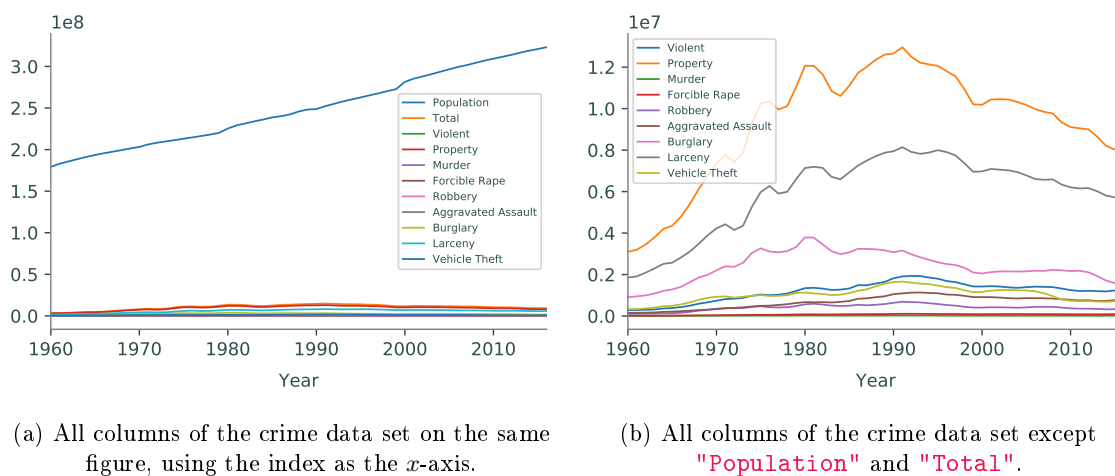 1e8
3.0
2.5
2.0
1.5
1.0
0.5
0.0
1960 1970 1980 1990 2000 2010
Year
Population
Total
Violent
Property
Murder
Forcible Rape
Robbery
Aggravated Assault
Burglary
Larceny
Vehicle Theft
(a) All columns of the crime data set on the same
figure, using the index as the x-axis.
1e7
1.2
1.0
0.8
0.6
0.4
0.2
0.0
1960 1970 1980 1990 2000 2010
Year
Violent
Property
Murder
Forcible Rape
Robbery
Aggravated Assault
Burglary
Larceny
Vehicle Theft
(b) All columns of the crime data set except
"Population" and "Total".